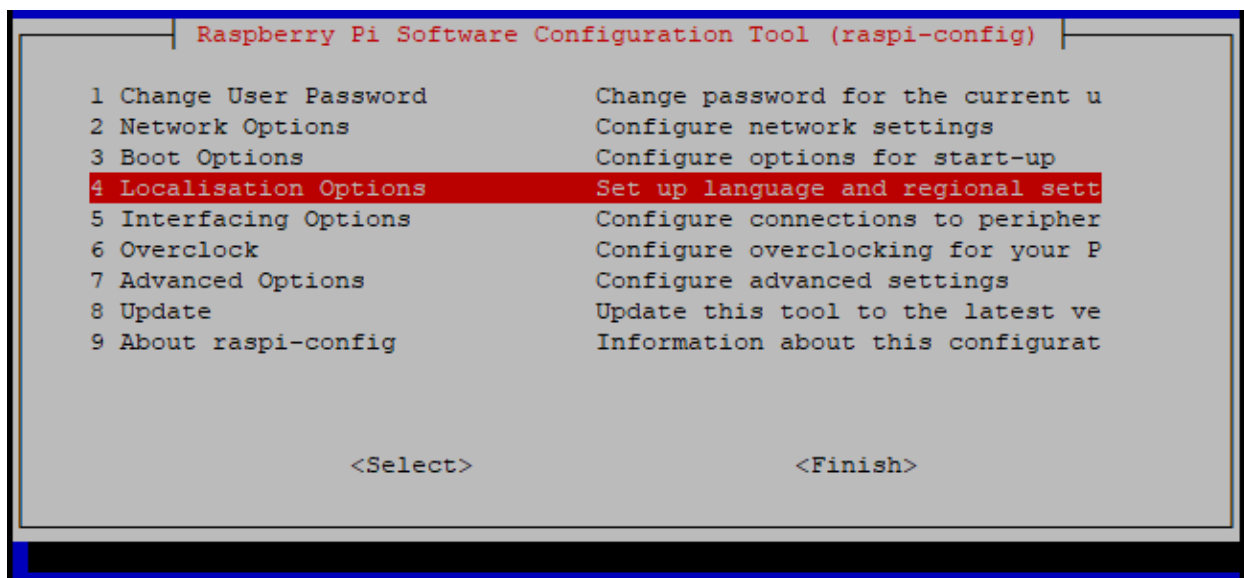 Raspberry Pi Software Configuration Tool (raspi-config)
1 Change User Password Change password for the current u
2 Network Options Configure network settings
3 Boot Options Configure options for start-up
4 Localisation Options Set up language and regional sett
5 Interfacing Options Configure connections to peripher
6 Overclock Configure overclocking for your P
7 Advanced Options Configure advanced settings
8 Update Update this tool to the latest ve
9 About raspi-config Information about this configurat
<Select> <Finish>